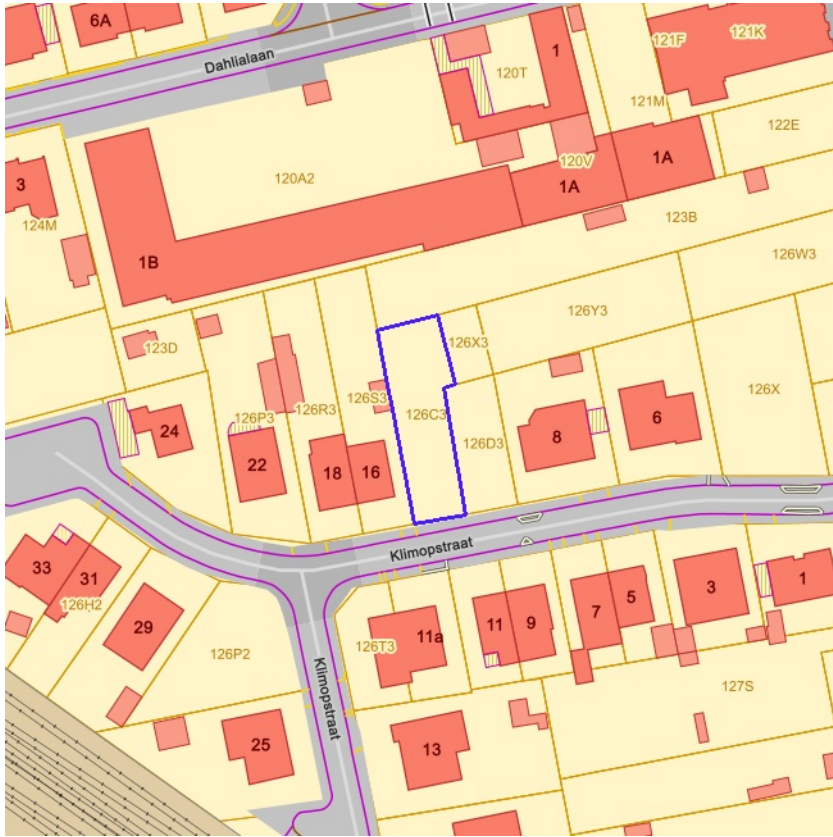 6A
Dahlialaan
1
120T
121F
121K
121M
122E
3
124M
120A2
120V
1A
1A
123B
1B
126W3
126Y3
123D
126X3
126S3
126R3
126P3
126C3
126X
24
22
18
16
126D3
8
6
Klimopstraat
33
31
126H2
29
126P2
Klimopstraat
126T3
11a
11
9
7
5
3
1
25
13
127S